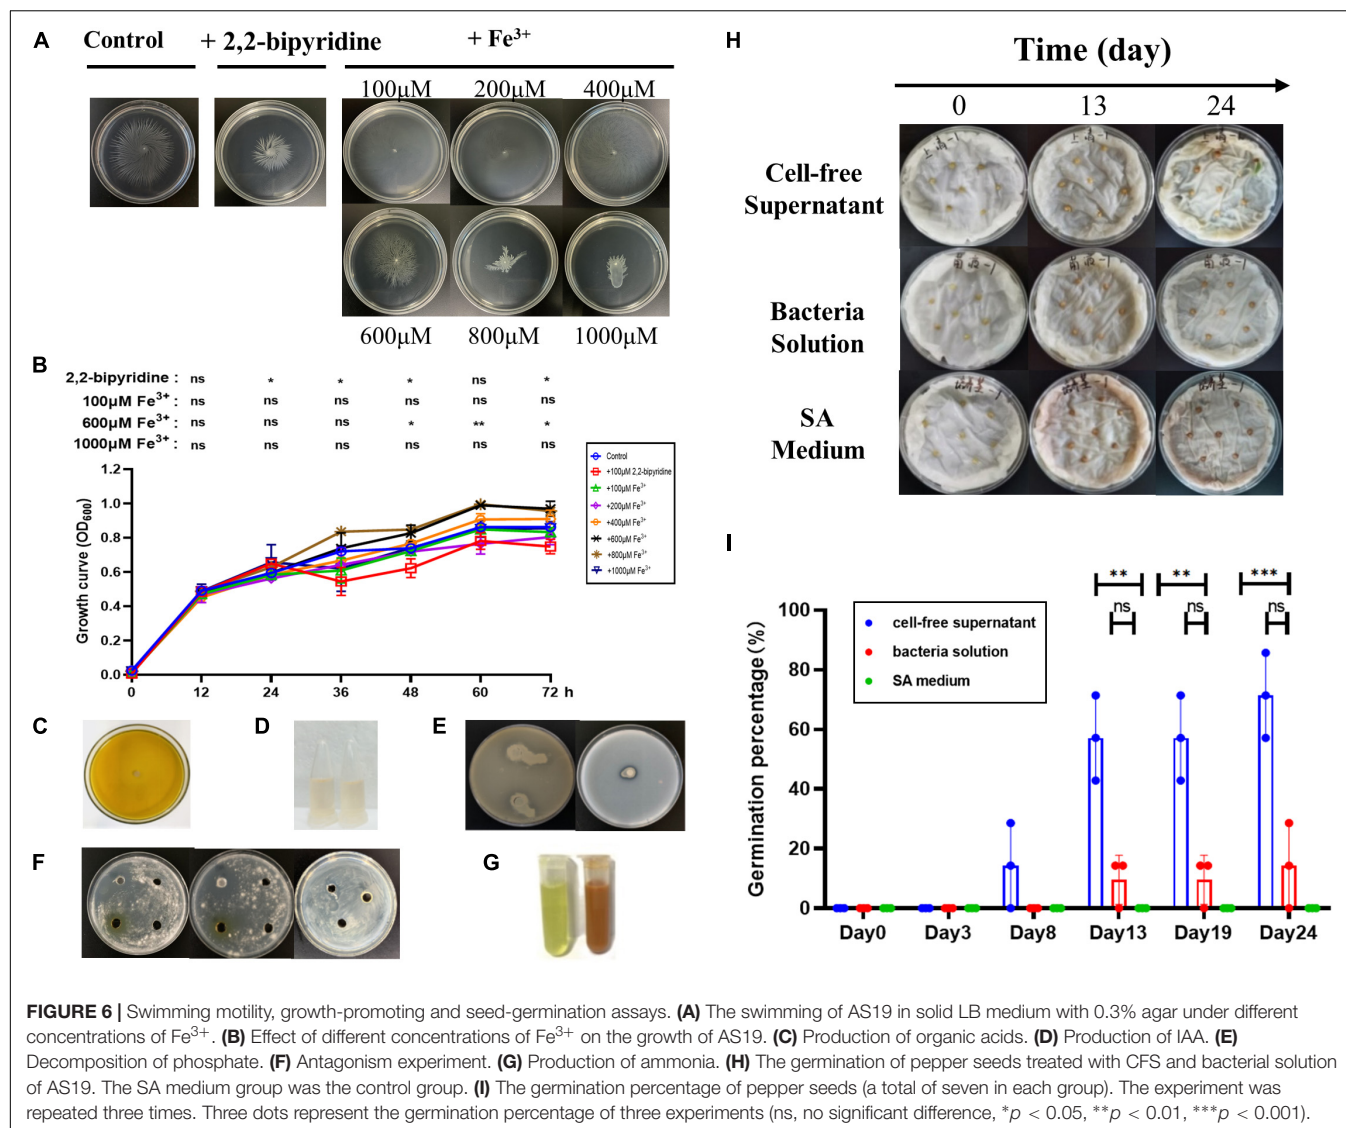 A
Control
+ 2,2-bipyridine
+ Fe³⁺
100μM
200μM
400μM
600μM
800μM
1000μM
B
2,2-bipyridine : ns * * * ns *
100μM Fe³⁺ : ns ns ns ns ns ns
600μM Fe³⁺ : ns ns ns * ** *
1000μM Fe³⁺ : ns ns ns ns ns ns
Growth curve (OD₆₀₀)
1.2
1.0
0.8
0.6
0.4
0.2
0.0
0 12 24 36 48 60 72 h
Control
+100μM 2,2-bipyridine
+100μM Fe³⁺
+200μM Fe³⁺
+400μM Fe³⁺
+600μM Fe³⁺
+800μM Fe³⁺
+1000μM Fe³⁺
C
D
E
F
G
H
Time (day)
0 13 24
Cell-free
Supernatant
Bacteria
Solution
SA
Medium
I
** ** ***
ns ns ns
Germination percentage (%)
100
80
60
40
20
0
cell-free supernatant
bacteria solution
SA medium
Day0 Day3 Day8 Day13 Day19 Day24
FIGURE 6 | Swimming motility, growth-promoting and seed-germination assays. (A) The swimming of AS19 in solid LB medium with 0.3% agar under different
concentrations of Fe³⁺. (B) Effect of different concentrations of Fe³⁺ on the growth of AS19. (C) Production of organic acids. (D) Production of IAA. (E)
Decomposition of phosphate. (F) Antagonism experiment. (G) Production of ammonia. (H) The germination of pepper seeds treated with CFS and bacterial solution
of AS19. The SA medium group was the control group. (I) The germination percentage of pepper seeds (a total of seven in each group). The experiment was
repeated three times. Three dots represent the germination percentage of three experiments (ns, no significant difference, *p < 0.05, **p < 0.01, ***p < 0.001).